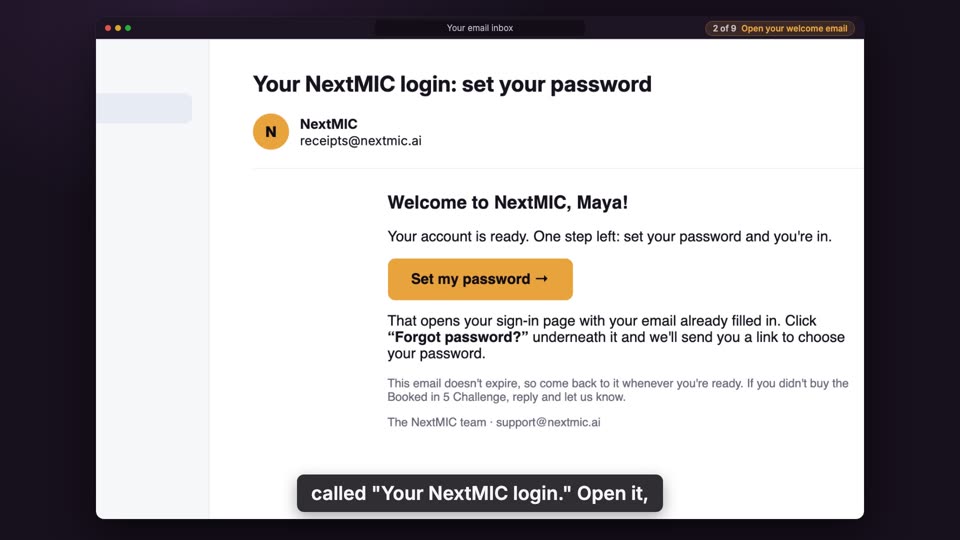 Your email inbox
2 of 9 Open your welcome email
Your NextMIC login: set your password
N
NextMIC
receipts@nextmic.ai
Welcome to NextMIC, Maya!
Your account is ready. One step left: set your password and you're in.
Set my password →
That opens your sign-in page with your email already filled in. Click
“Forgot password?” underneath it and we'll send you a link to choose
your password.
This email doesn't expire, so come back to it whenever you're ready. If you didn't buy the
Booked in 5 Challenge, reply and let us know.
The NextMIC team · support@nextmic.ai
called "Your NextMIC login." Open it,